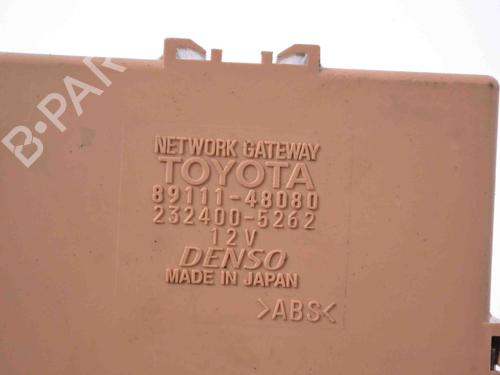 B-PAR
NETWORK GATEWAY
TOYOTA
89111-48080
232400-5262
12V
DENSO
MADE IN JAPAN
>ABS<